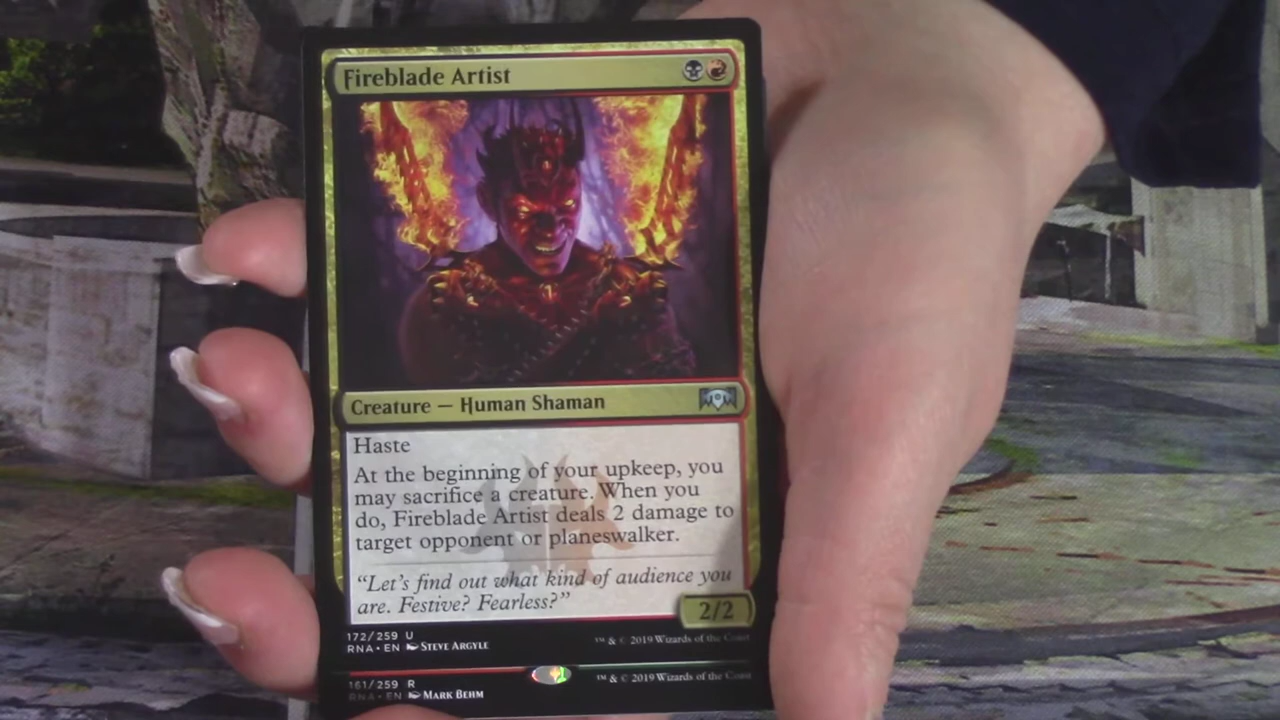 Fireblade Artist
Creature — Human Shaman
Haste
At the beginning of your upkeep, you
may sacrifice a creature. When you
do, Fireblade Artist deals 2 damage to
target opponent or planeswalker.
“Let’s find out what kind of audience you
are. Festive? Fearless?”
2/2
172/259 U
™ & © 2019 Wizards of the Coast
RNA • EN STEVE ARGYLE
161/259 R
™ & © 2019 Wizards of the Coast
RNA • EN MARK BEHM